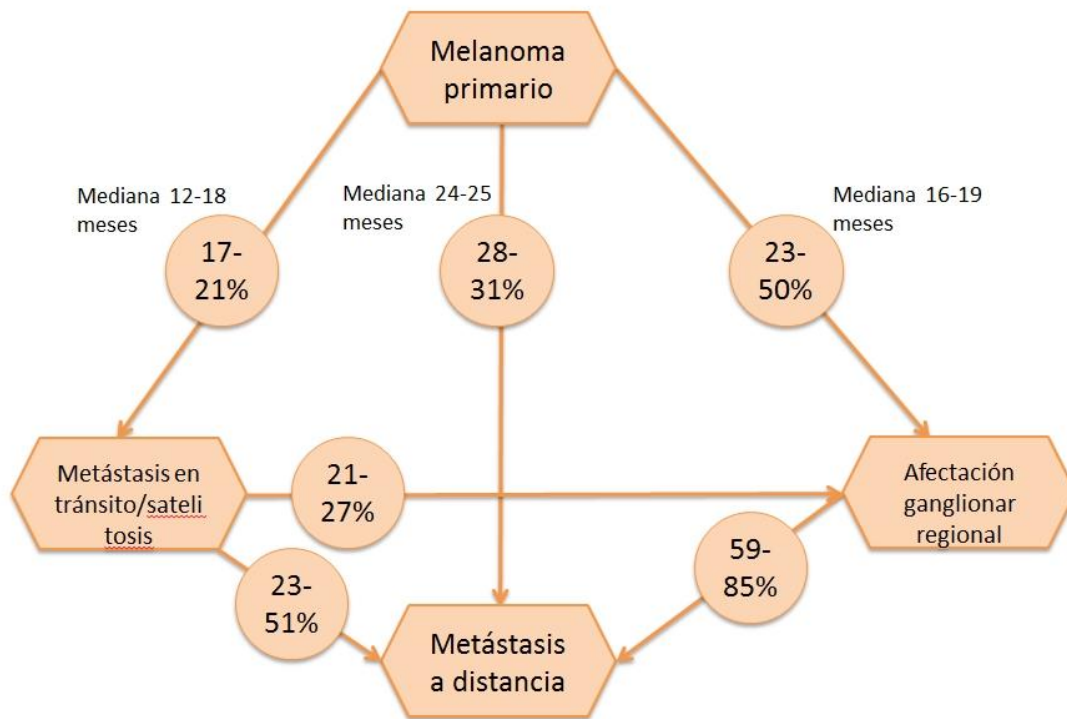 Melanoma
primario
Mediana 12-18
meses
Mediana 24-25
meses
Mediana 16-19
meses
17-
21%
28-
31%
23-
50%
Metástasis en
tránsito/sateli
tosis
21-
27%
Afectación
ganglionar
regional
23-
51%
59-
85%
Metástasis
a distancia